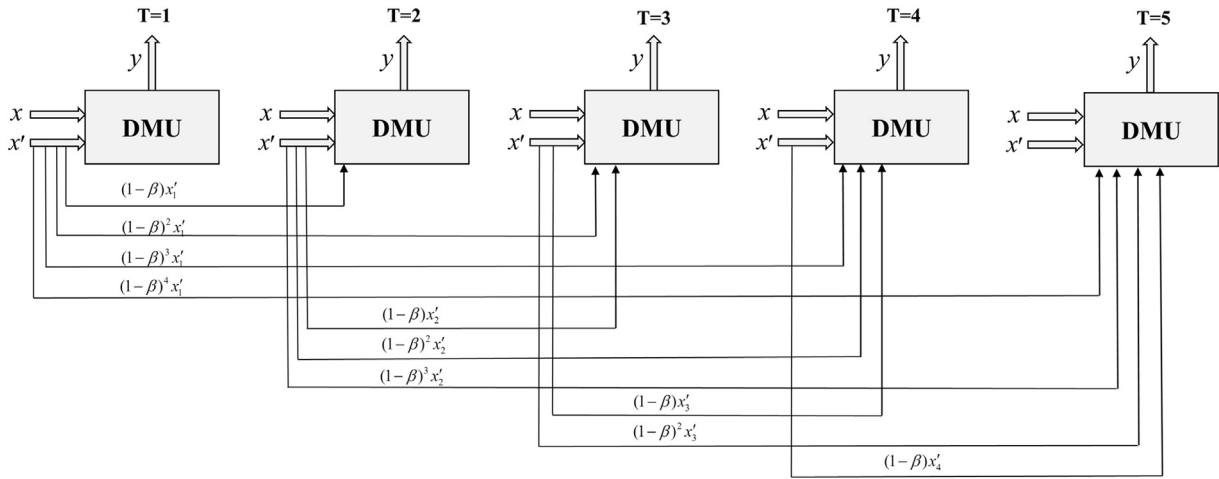 T=1 T=2 T=3 T=4 T=5
y y y y y
x DMU x DMU x DMU x DMU x DMU
x′ x′ x′ x′ x′
(1−β)x′₁
(1−β)²x′₁
(1−β)³x′₁
(1−β)⁴x′₁
(1−β)x′₂
(1−β)²x′₂
(1−β)³x′₂
(1−β)x′₃
(1−β)²x′₃
(1−β)x′₄